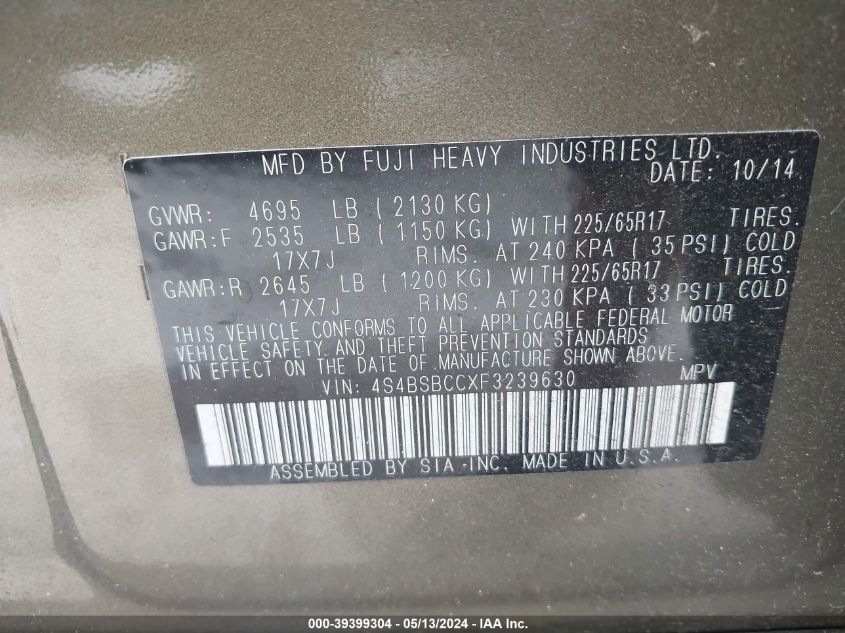 MFD BY FUJI HEAVY INDUSTRIES LTD.
DATE: 10/14
GVWR: 4695 LB ( 2130 KG)
GAWR:F 2535 LB ( 1150 KG) WITH 225/65R17 TIRES.
17X7J RIMS. AT 240 KPA ( 35 PSI) COLD
GAWR:R 2645 LB ( 1200 KG) WITH 225/65R17 TIRES.
17X7J RIMS. AT 230 KPA ( 33 PSI) COLD
THIS VEHICLE CONFORMS TO ALL APPLICABLE FEDERAL MOTOR
VEHICLE SAFETY AND THEFT PREVENTION STANDARDS
IN EFFECT ON THE DATE OF MANUFACTURE SHOWN ABOVE.
VIN: 4S4BSBCCXF3239630 MPV
ASSEMBLED BY SIA INC. MADE IN U.S.A.
000-39399304 — 05/13/2024 — IAA Inc.